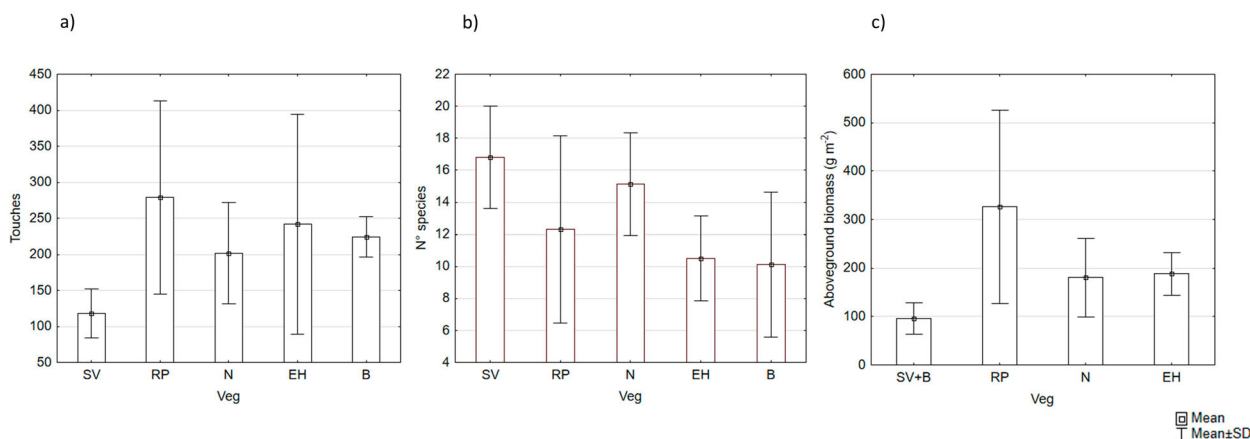 a)
b)
c)
450
400
350
300
250
200
150
100
50
Touches
SV RP N EH B
Veg
22
20
18
16
14
12
10
8
6
4
N° species
SV RP N EH B
Veg
600
500
400
300
200
100
0
Aboveground biomass (g m⁻²)
SV+B RP N EH
Veg
Mean
Mean±SD